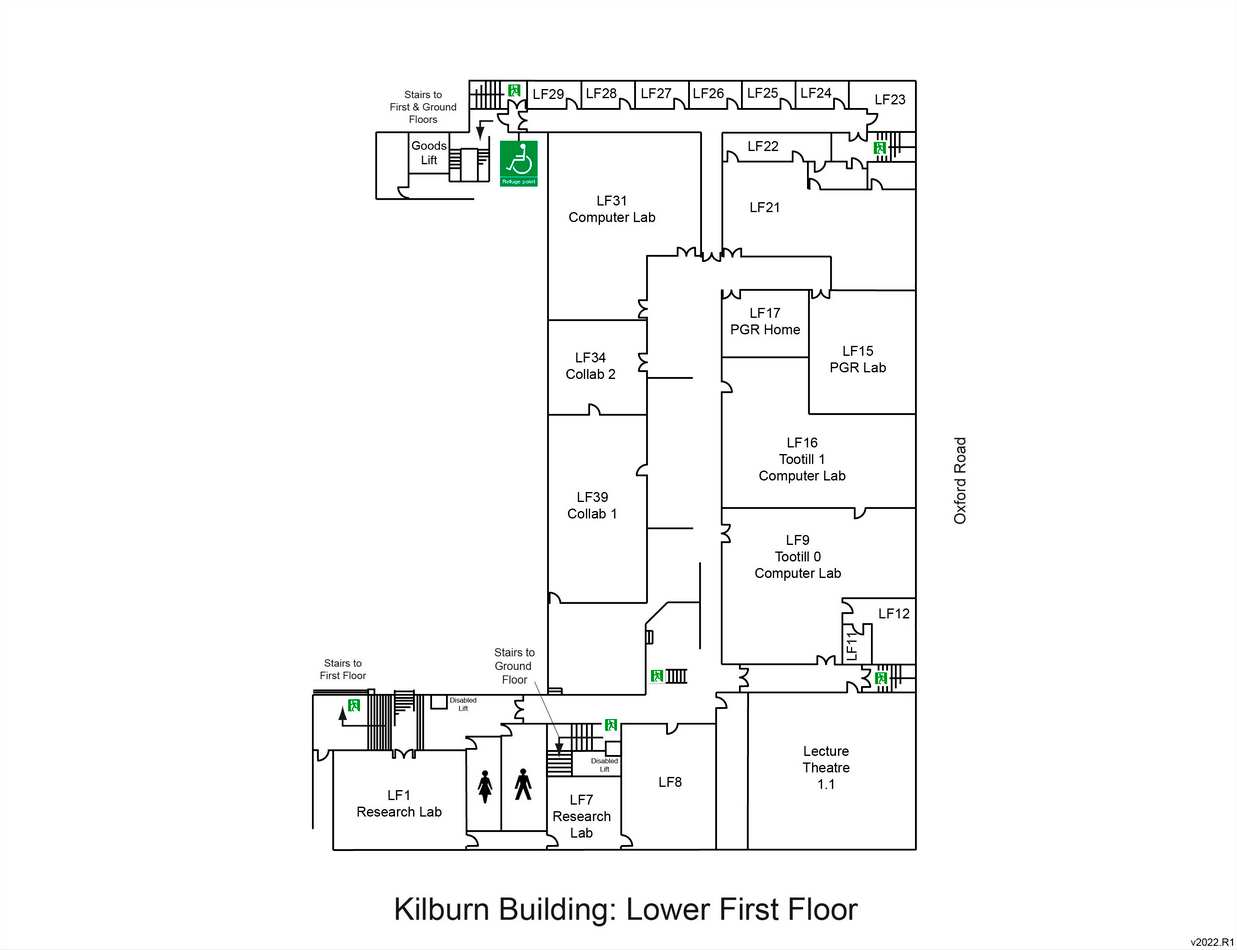 Stairs to
First & Ground
Floors
LF29
LF28
LF27
LF26
LF25
LF24
LF23
Goods
Lift
Refuge point
LF22
LF31
Computer Lab
LF21
LF17
PGR Home
LF34
Collab 2
LF15
PGR Lab
LF16
Tootill 1
Computer Lab
Oxford Road
LF39
Collab 1
LF9
Tootill 0
Computer Lab
LF12
LF11
Stairs to
Ground
Floor
Stairs to
First Floor
Disabled
Lift
Disabled
Lift
Lecture
Theatre
1.1
LF8
LF1
Research Lab
LF7
Research
Lab
Kilburn Building: Lower First Floor
v2022.R1